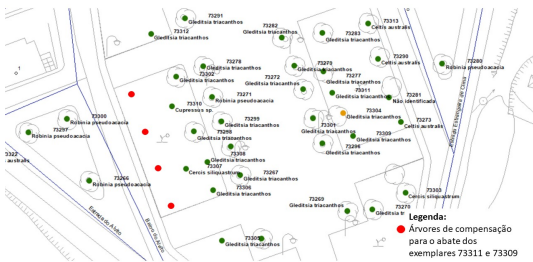 73291
Gleditsia triacanthos
73312
Gleditsia triacanthos
73282
Gleditsia triacanthos
73283
Gleditsia triacanthos
73313
Celtis australis
73290
Celtis australis
73280
Robinia pseudoacacia
73278
Gleditsia triacanthos
73302
Gleditsia triacanthos
73270
Gleditsia triacanthos
73272
Gleditsia triacanthos
73277
Gleditsia triacanthos
73271
Robinia pseudoacacia
73311
Gleditsia triacanthos
73281
Não identificada
73310
Cupressus sp
73304
Gleditsia triacanthos
73300
Robinia pseudoacacia
73299
Gleditsia triacanthos
73301
Gleditsia triacanthos
73273
Celtis australis
73297
Robinia pseudoacacia
73298
Gleditsia triacanthos
73309
Gleditsia triacanthos
73296
Gleditsia triacanthos
73308
Gleditsia triacanthos
australis
73307
Cercis siliquastrum
73267
Gleditsia triacanthos
73266
Robinia pseudoacacia
73306
Gleditsia triacanthos
73303
Cercis siliquastrum
73269
Gleditsia triacanthos
73270
Gleditsia tr
73305
Gleditsia triacanthos
Legenda:
Árvores de compensação
para o abate dos
exemplares 73311 e 73309